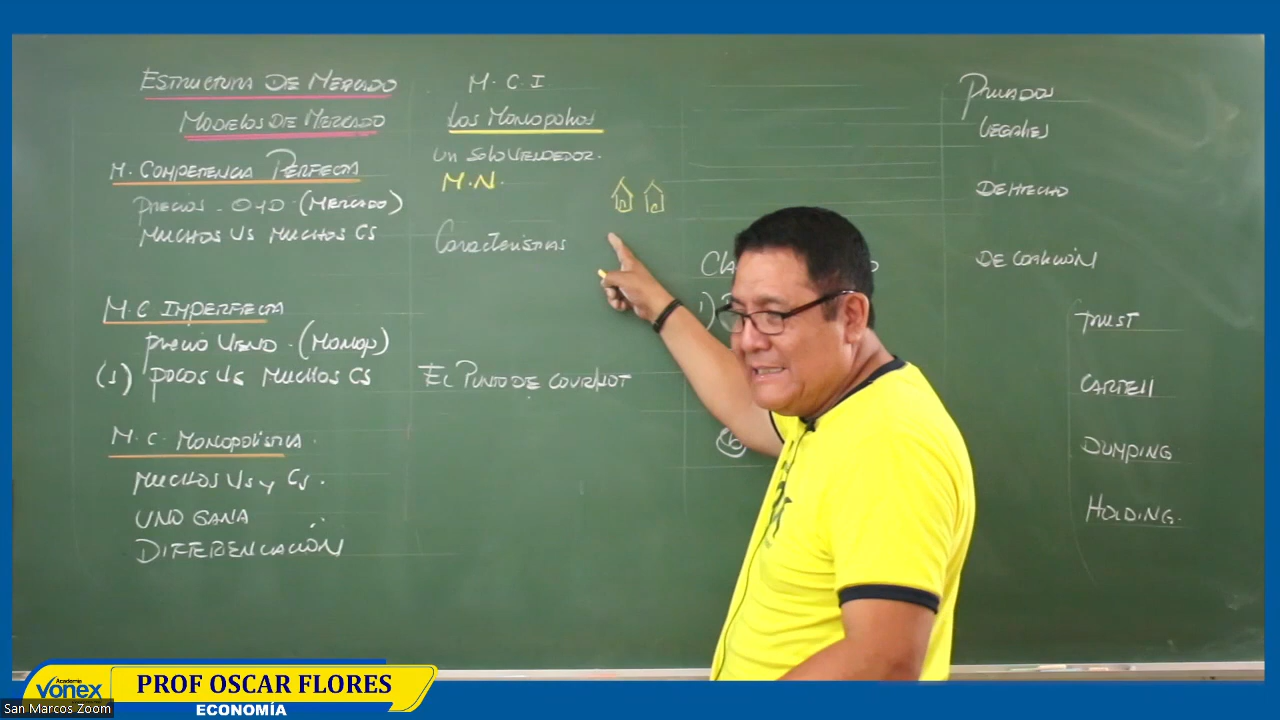 ESTRUCTURA DE MERCADO
MODELOS DE MERCADO
M. COMPETENCIA PERFECTA
PRECIOS - O Y D. (MERCADO)
MUCHOS Vs MUCHOS Cs
M. C IMPERFECTA
PRECIO VEND. (MONOP)
(1) POCOS Vs MUCHOS Cs
M. C. MONOPOLISTICA.
MUCHOS Vs y Cs.
UNO GANA
DIFERENCIACIÓN
M. C. I.
LOS MONOPOLIOS
UN SOLO VENDEDOR.
M.N.
CARACTERISTICAS
EL PUNTO DE COURNOT
1)
PRIVADOS
LEGALES
DE HECHO
DE COALICIÓN
TRUST
CARTELL
DUMPING
HOLDING.
Academia
vonex
PROF OSCAR FLORES
ECONOMÍA
San Marcos Zoom